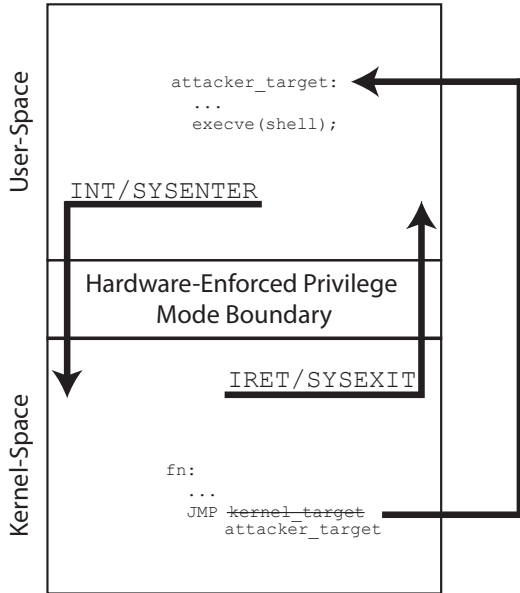 User-Space
attacker_target:
...
execve(shell);
INT/SYSENTER
Hardware-Enforced Privilege
Mode Boundary
IRET/SYSEXIT
Kernel-Space
fn:
...
JMP kernel_target
attacker_target